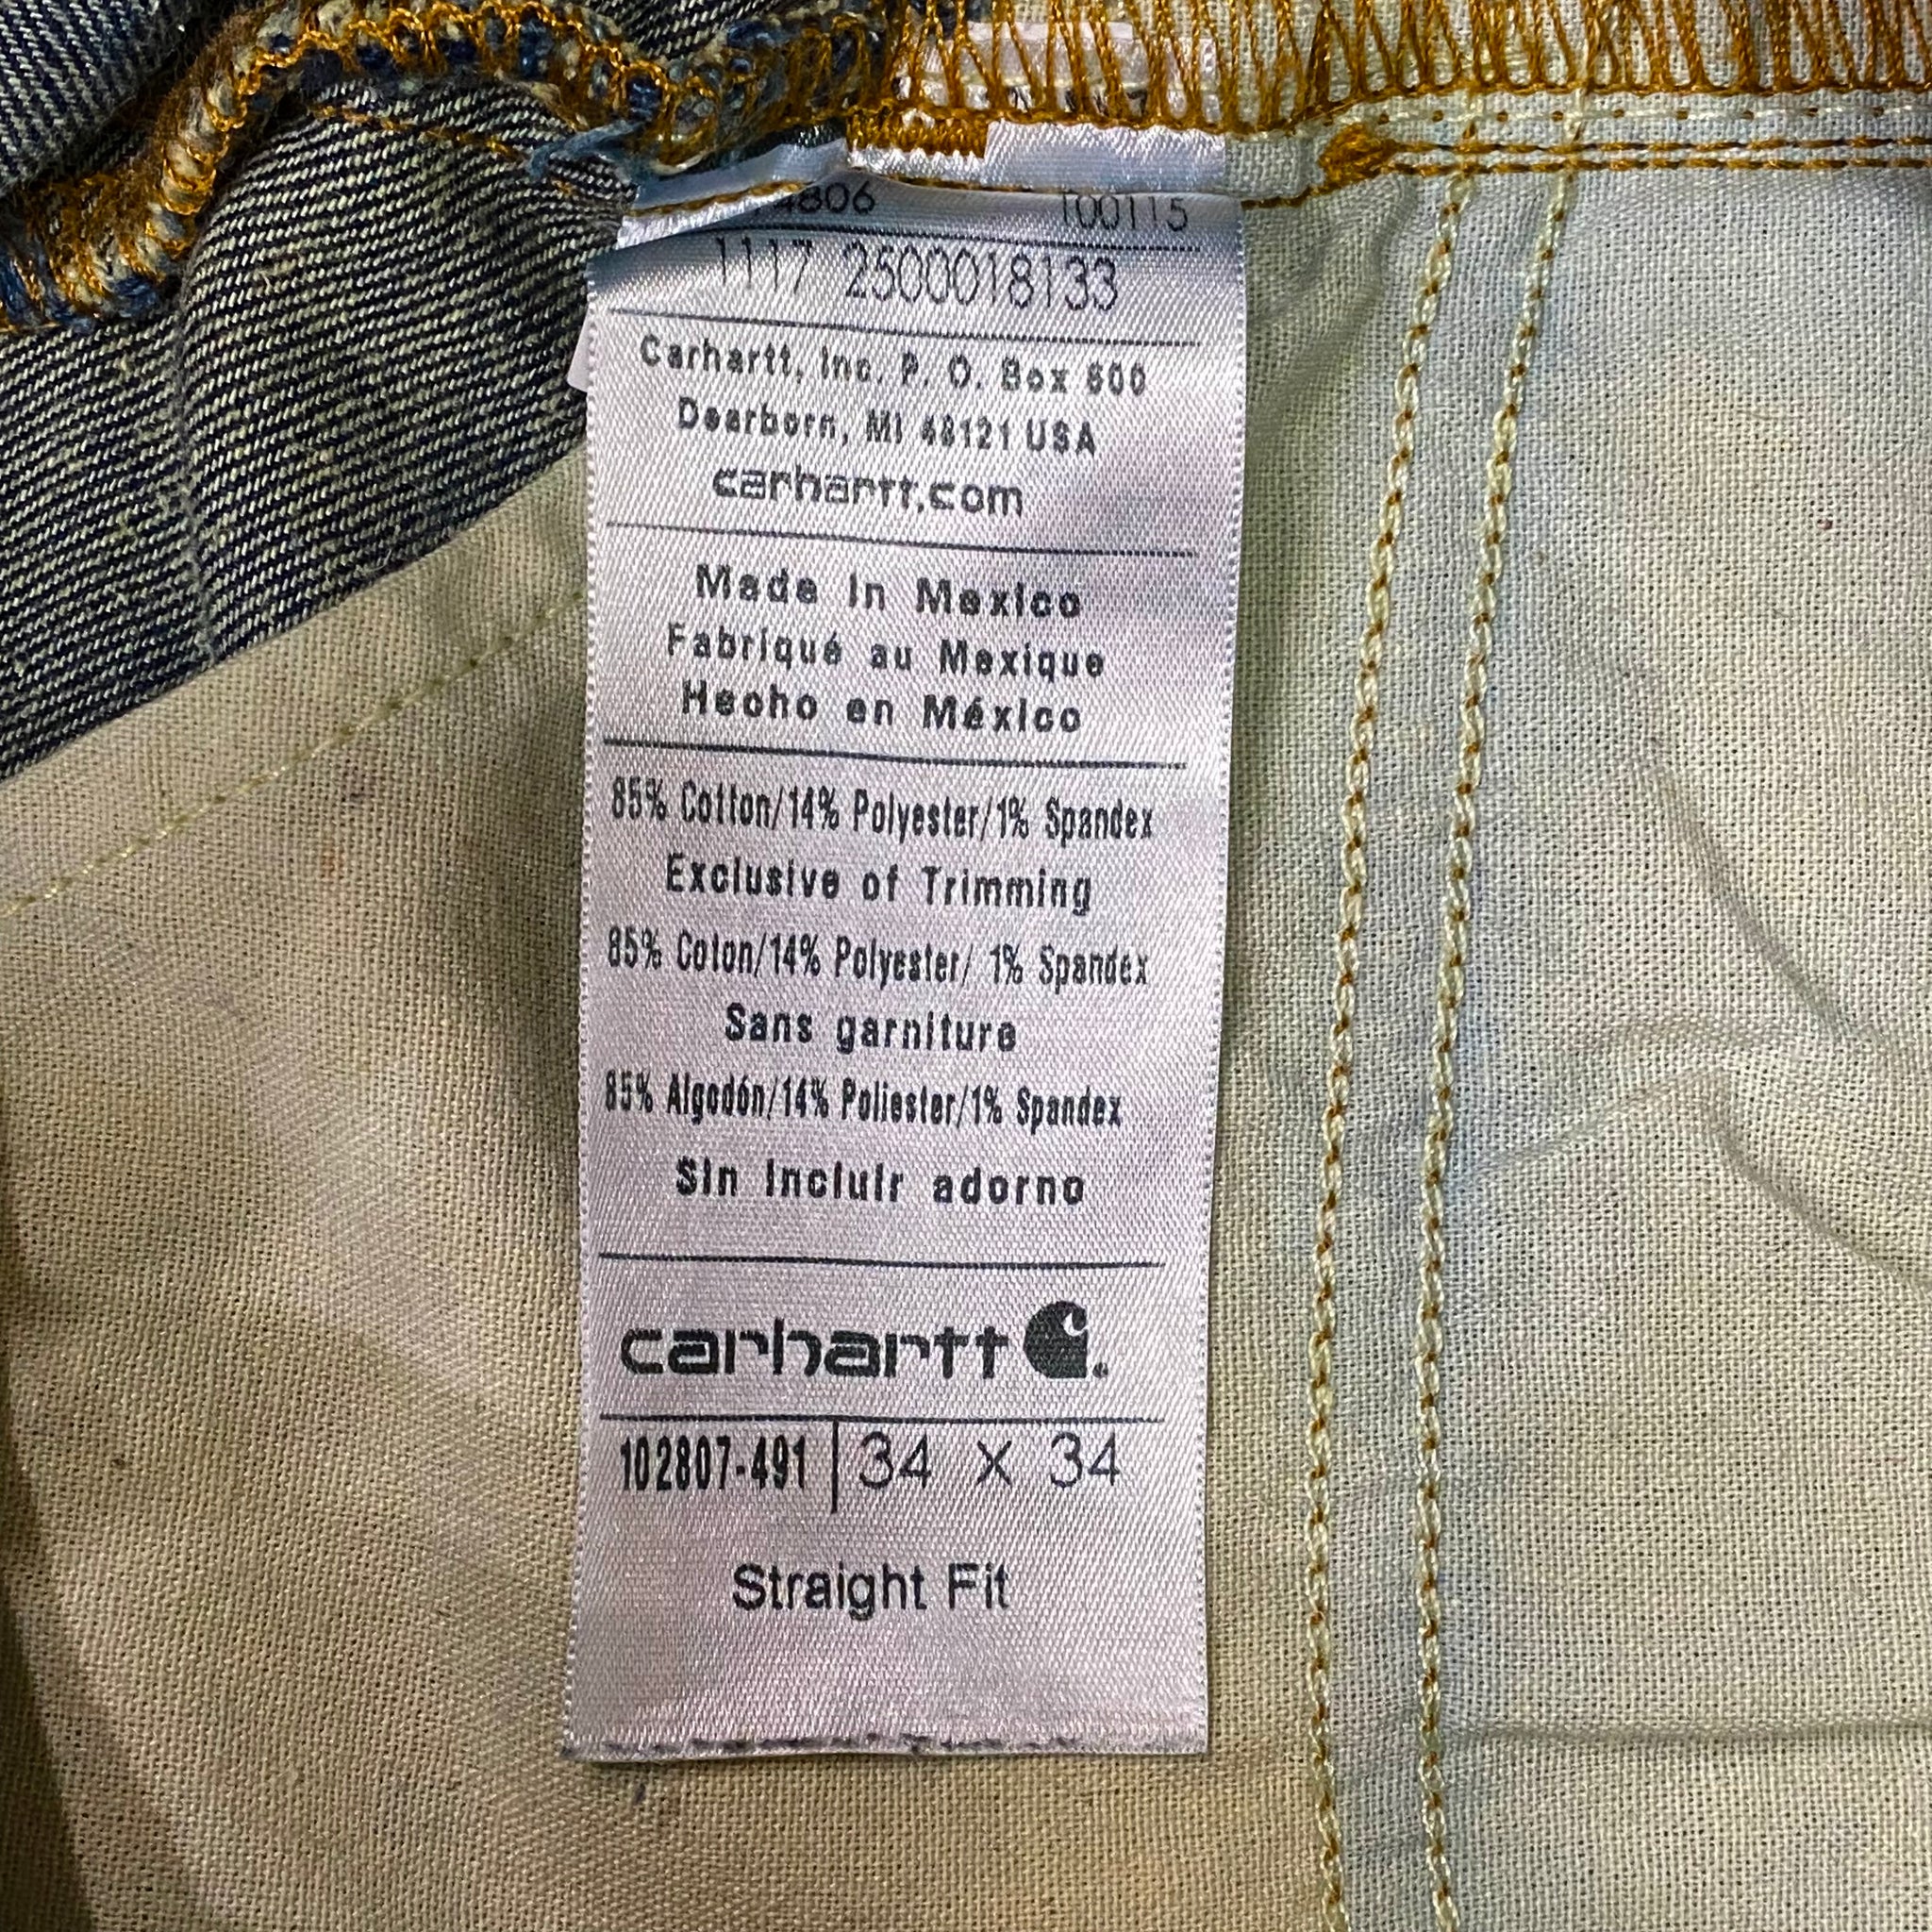 4806 T00115
1117 2500018133
Carhartt, Inc. P. O. Box 600
Dearborn, MI 48121 USA
carhartt.com
Made in Mexico
Fabriqué au Mexique
Hecho en México
85% Cotton/14% Polyester/1% Spandex
Exclusive of Trimming
85% Coton/14% Polyester/ 1% Spandex
Sans garniture
85% Algodón/14% Poliester/1% Spandex
Sin incluir adorno
carhartt
102807-491 34 x 34
Straight Fit